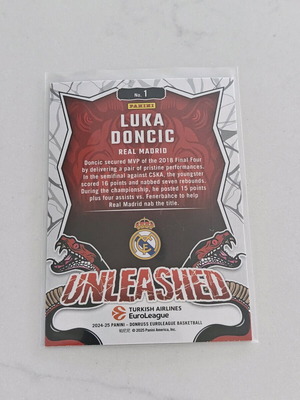 No. 1
PANINI
LUKA
DONCIC
REAL MADRID
Doncic secured MVP of the 2018 Final Four
by delivering a pair of pristine performances.
In the semifinal against CSKA, the youngster
scored 16 points and nabbed seven rebounds.
During the championship, he posted 15 points
plus four assists vs. Fenerbahce to help
Real Madrid nab the title.
UNLEASHED
TURKISH AIRLINES
EuroLeague
2024-25 PANINI - DONRUSS EUROLEAGUE BASKETBALL
© 2025 Panini America, Inc.